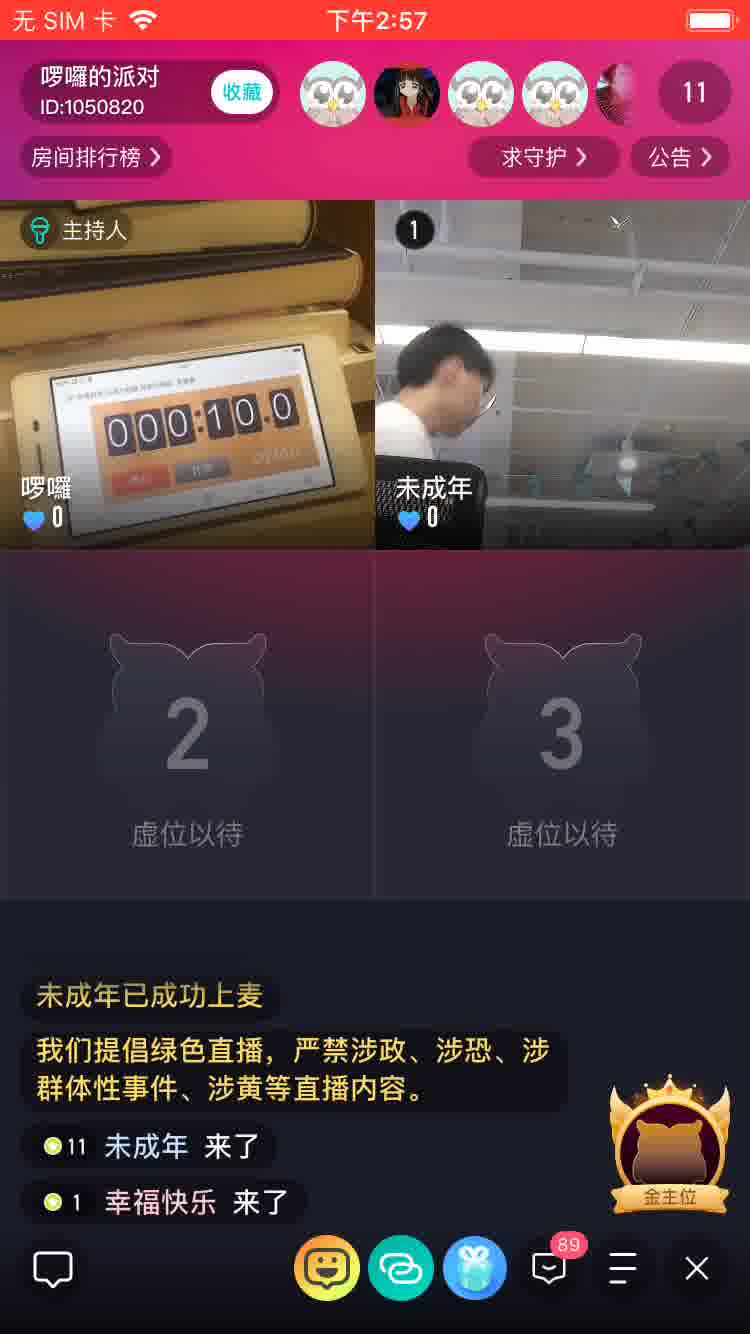 无 SIM 卡
下午2:57
啰囉的派对
ID:1050820
收藏
11
房间排行榜
求守护
公告
主持人
1
000:10.0
啰囉
0
未成年
0
2
3
虚位以待
虚位以待
未成年已成功上麦
我们提倡绿色直播，严禁涉政、涉恐、涉
群体性事件、涉黄等直播内容。
11 未成年 来了
1 幸福快乐 来了
金主位
89